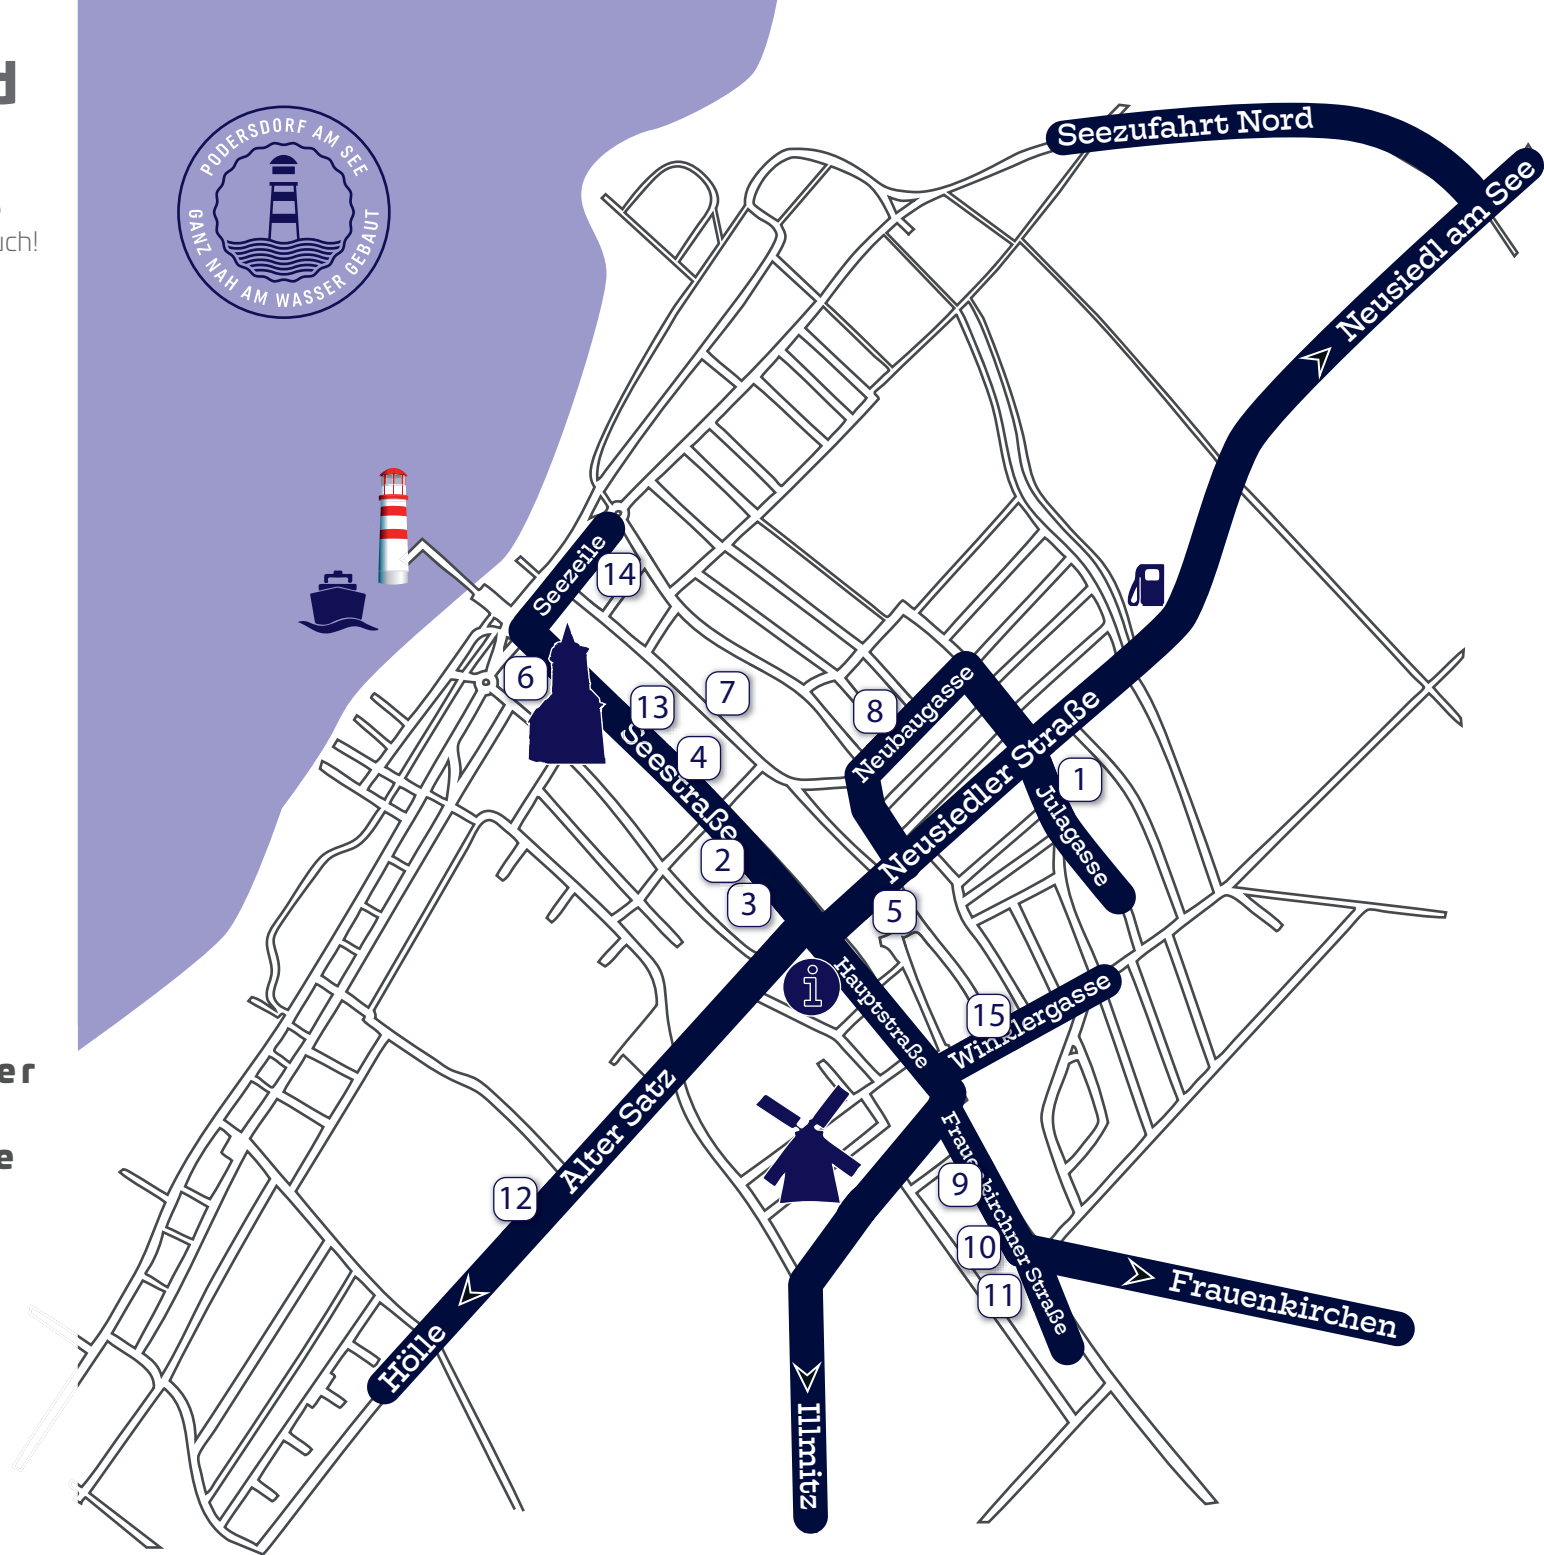 d
uch!
er
e
PODERSDORF AM SEE
GANZ NAH AM WASSER GEBAUT
Seezufahrt Nord
Neusiedl am See
Seezeile
14
6
13
7
4
8
Seestraße
Neubaugasse
Neusiedler Straße
1
Julagasse
2
3
5
i
Hauptstraße
15
Winklergasse
Alter Satz
12
Frauenkirchner Straße
9
10
11
Frauenkirchen
Hölle
Illmitz